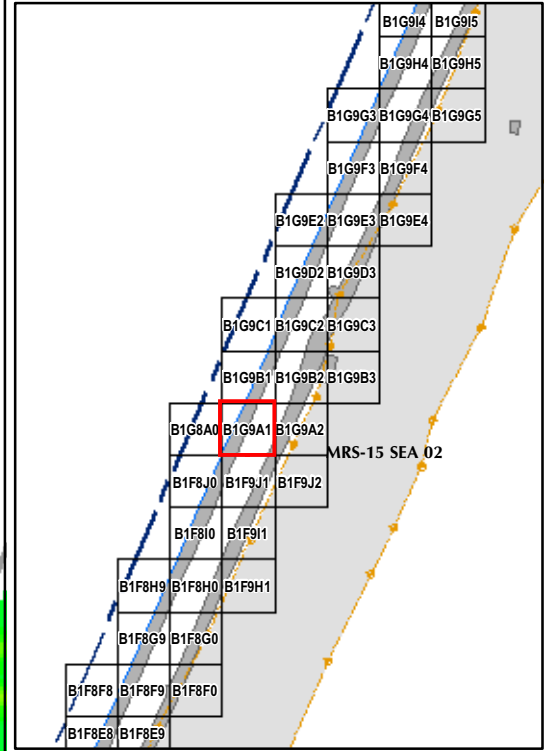 B1G9I4 B1G9I5
B1G9H4 B1G9H5
B1G9G3 B1G9G4 B1G9G5
B1G9F3 B1G9F4
B1G9E2 B1G9E3 B1G9E4
B1G9D2 B1G9D3
B1G9C1 B1G9C2 B1G9C3
B1G9B1 B1G9B2 B1G9B3
B1G8A0 B1G9A1 B1G9A2
MRS-15 SEA 02
B1F8J0 B1F9J1 B1F9J2
B1F8I0 B1F9I1
B1F8H9 B1F8H0 B1F9H1
B1F8G9 B1F8G0
B1F8F8 B1F8F9 B1F8F0
B1F8E8 B1F8E9